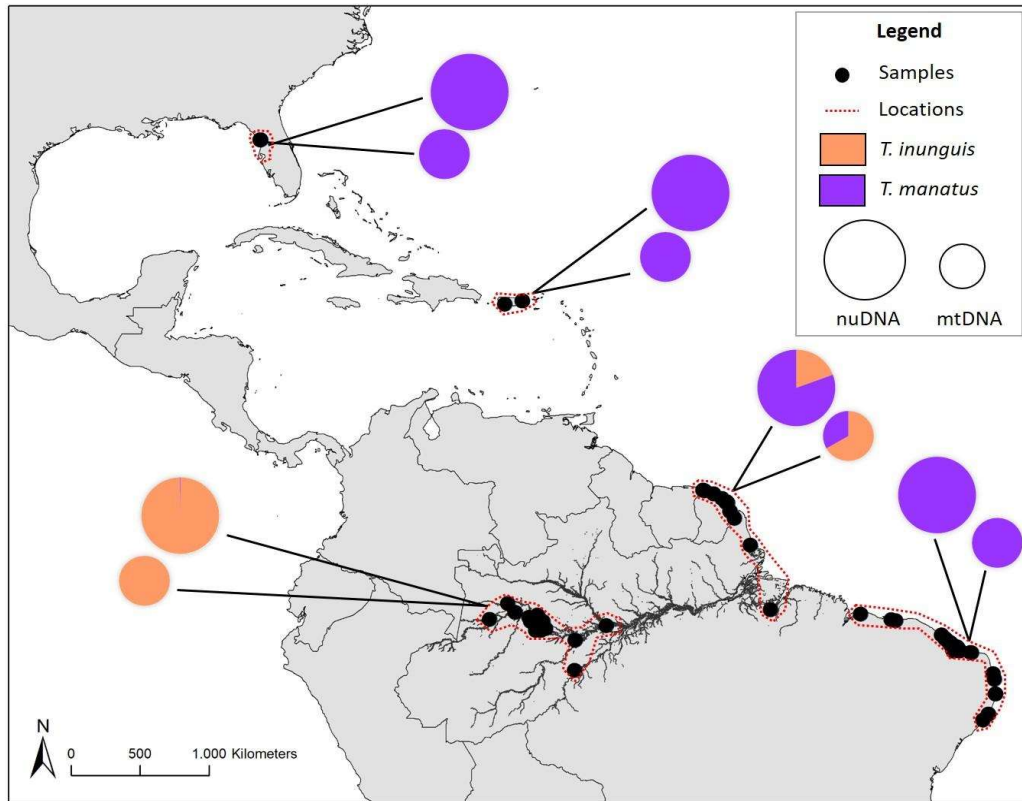 Legend
Samples
Locations
T. inunguis
T. manatus
nuDNA mtDNA
N
0 500 1.000 Kilometers